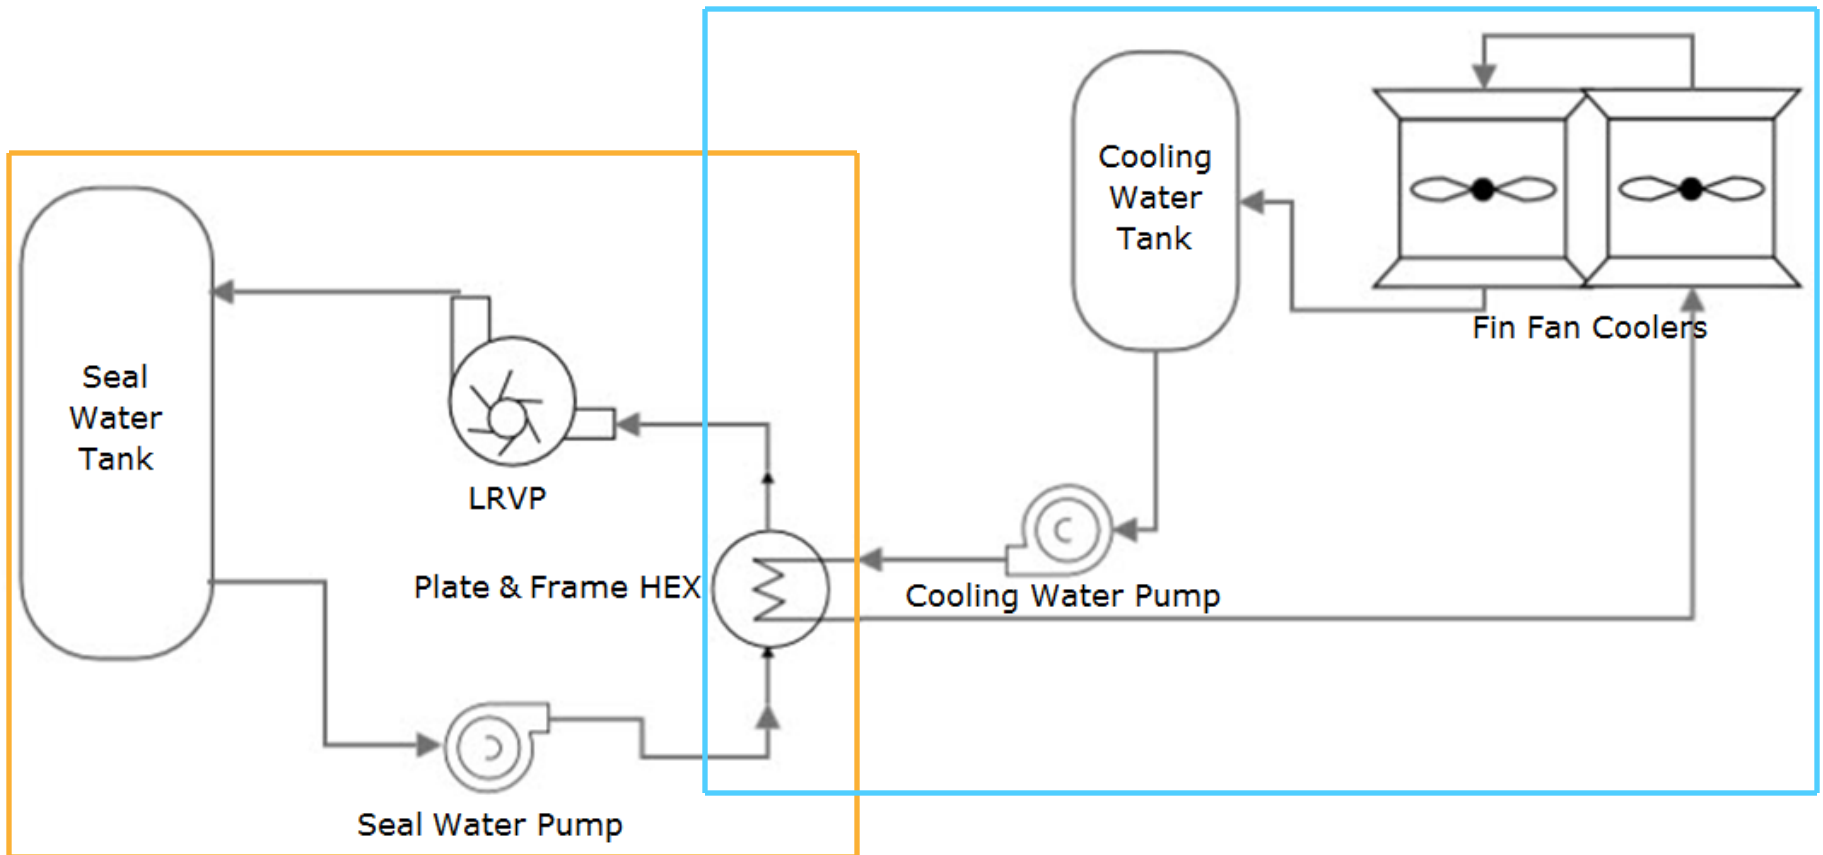 Cooling
Water
Tank
Fin Fan Coolers
Seal
Water
Tank
LRVP
Plate & Frame HEX
Cooling Water Pump
Seal Water Pump